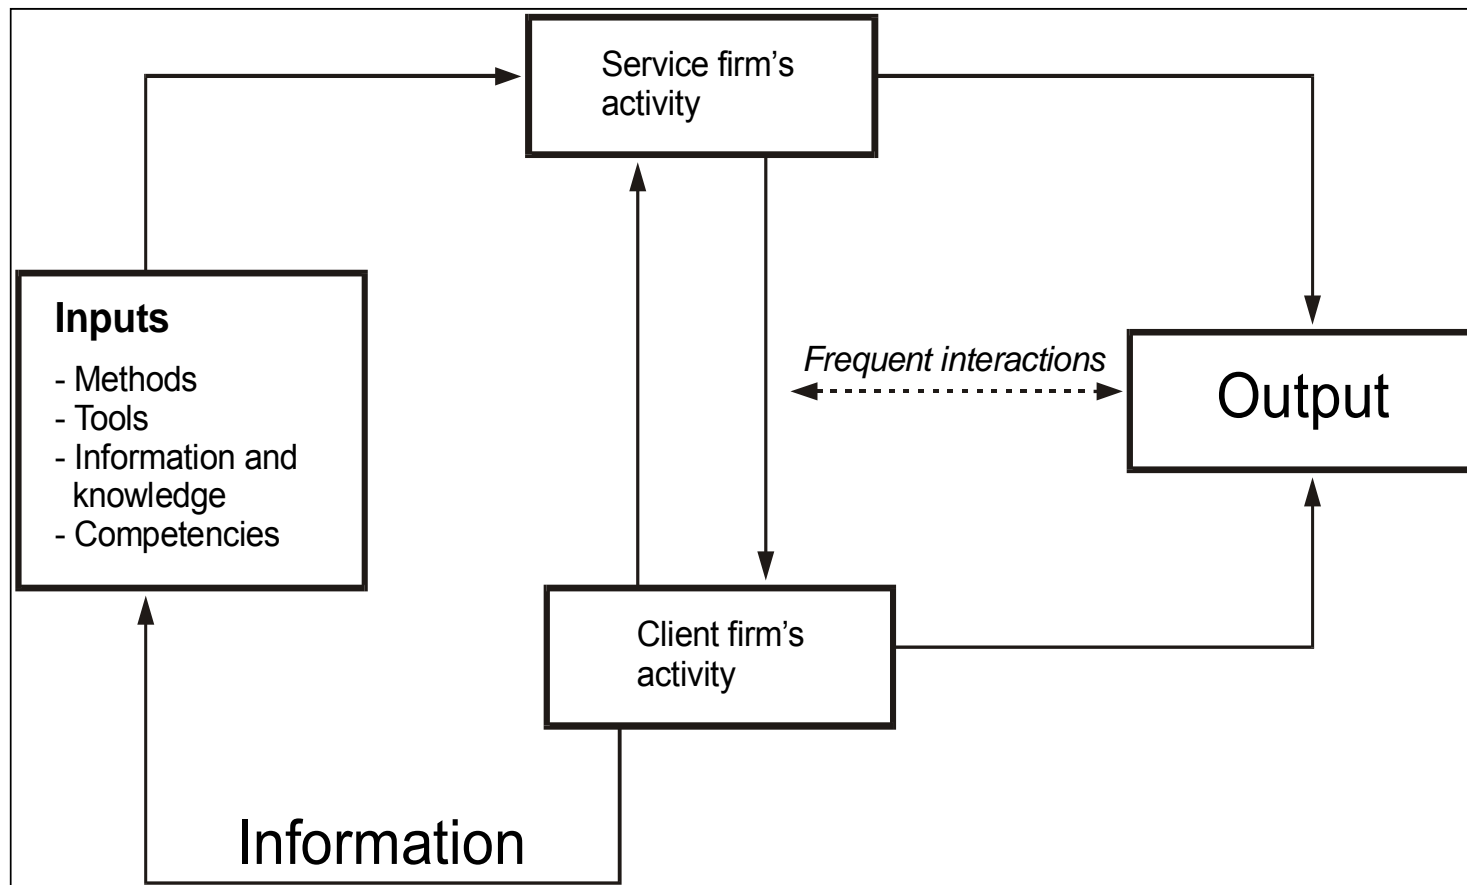 Service firm's
activity
Inputs
- Methods
- Tools
- Information and
knowledge
- Competencies
Frequent interactions
Output
Client firm's
activity
Information